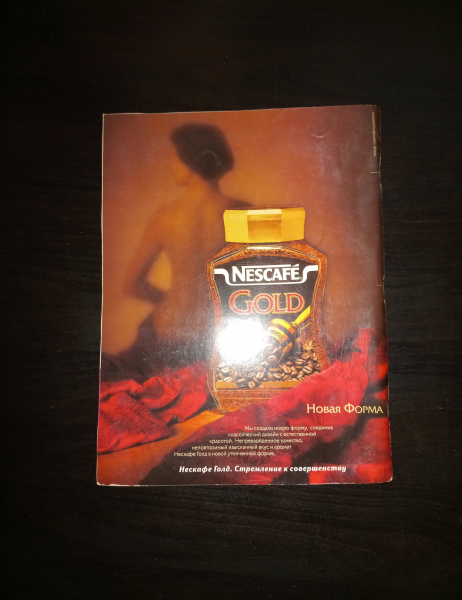 NESCAFÉ
GOLD
Новая Форма
Мы создали новую форму, соединив
классический дизайн с естественной
красотой. Непревзойденное качество,
неповторимый изысканный вкус и аромат
Нескафе Голд в новой утонченной форме.
Нескафе Голд. Стремление к совершенству